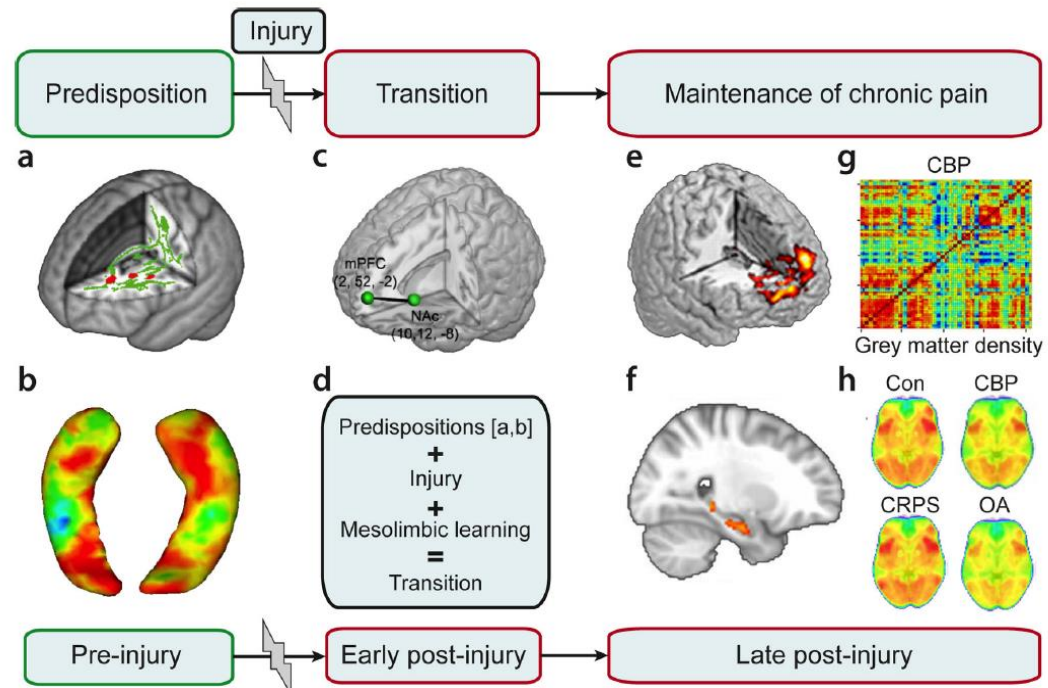 Injury
Predisposition
Transition
Maintenance of chronic pain
a
c
e
g
CBP
mPFC
(2, 52, -2)
NAc
(10,12, -8)
Grey matter density
b
d
f
h
Predispositions [a,b]
+
Injury
+
Mesolimbic learning
=
Transition
Con
CBP
CRPS
OA
Pre-injury
Early post-injury
Late post-injury